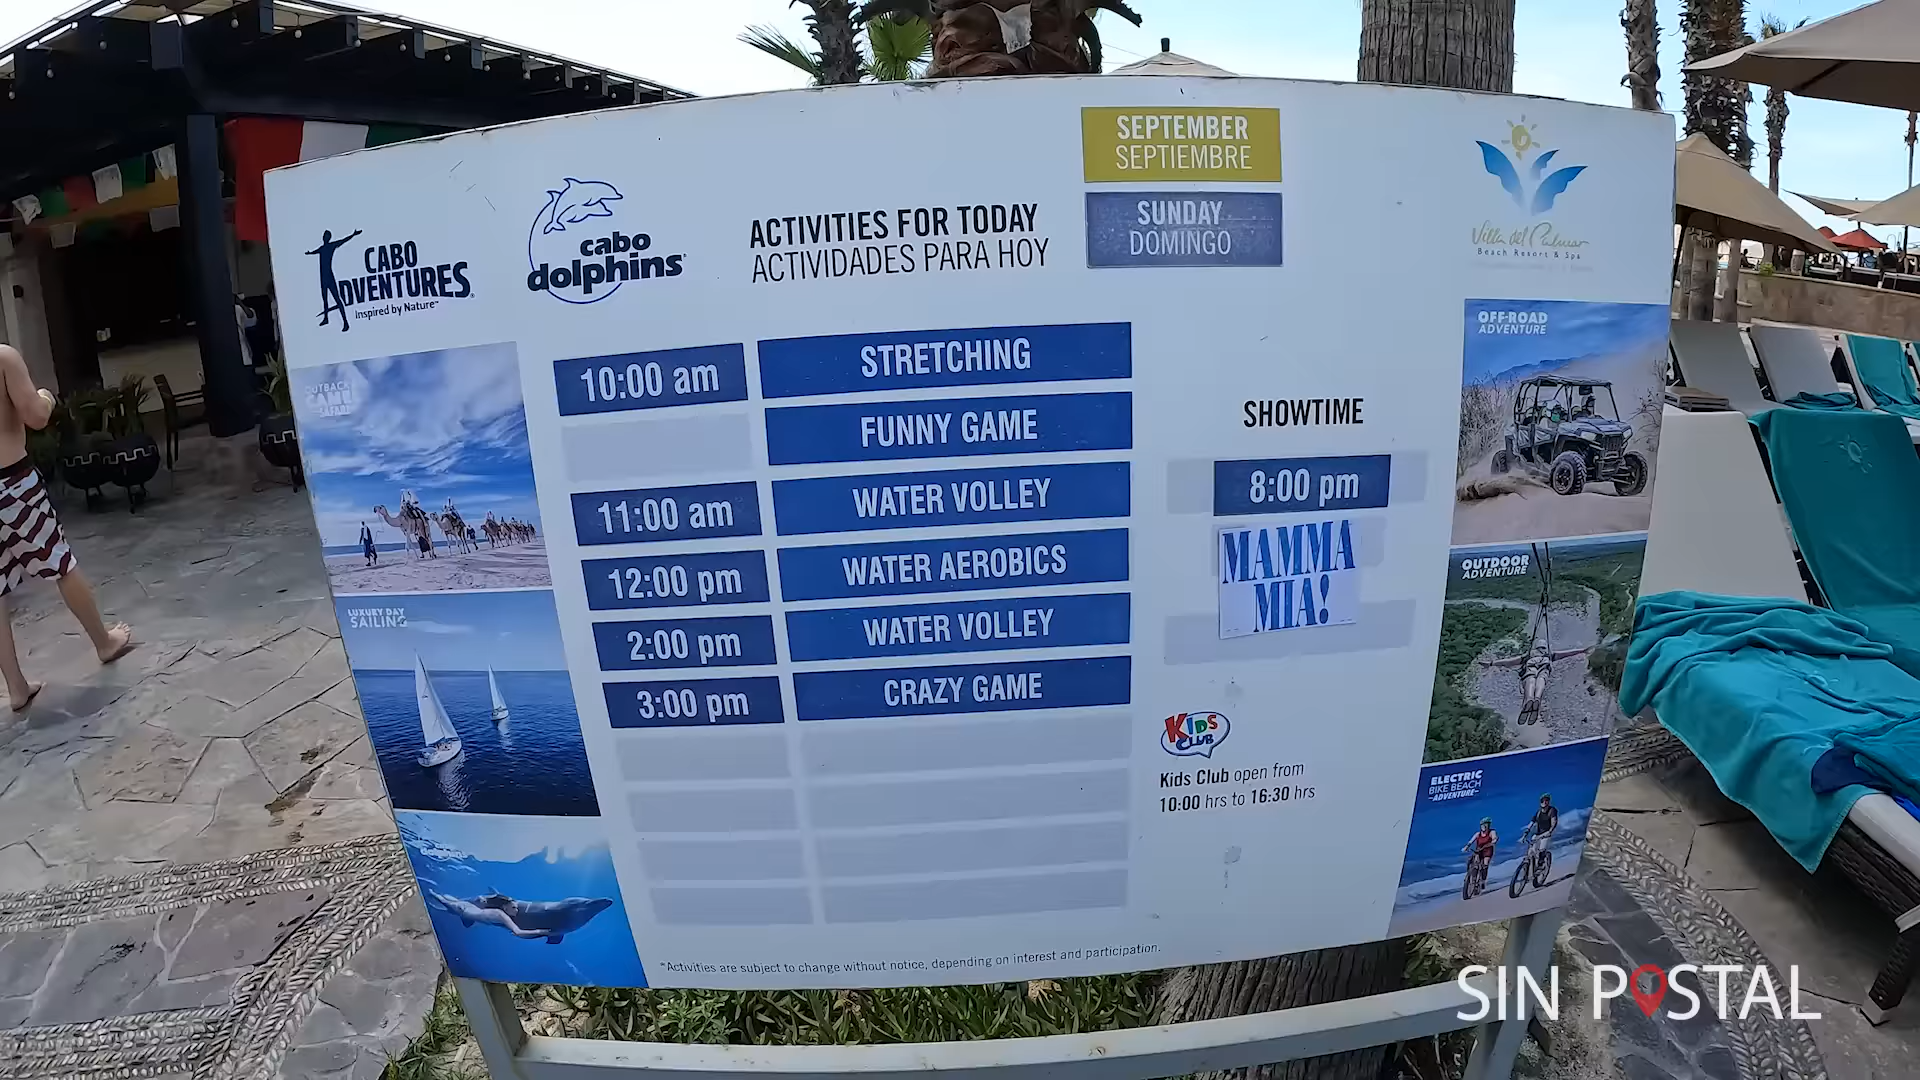 SEPTEMBER
SEPTIEMBRE
SUNDAY
DOMINGO
CABO
ADVENTURES
Inspired by Nature
cabo
dolphins
ACTIVITIES FOR TODAY
ACTIVIDADES PARA HOY
Villa del Palmar
Beach Resort & Spa
10:00 am STRETCHING
FUNNY GAME
11:00 am WATER VOLLEY
12:00 pm WATER AEROBICS
2:00 pm WATER VOLLEY
3:00 pm CRAZY GAME
SHOWTIME
8:00 pm
MAMMA
MIA!
KIDS
CLUB
Kids Club open from
10:00 hrs to 16:30 hrs
OUTBACK
CAMEL
SAFARI
LUXURY DAY
SAILING
OFF-ROAD
ADVENTURE
OUTDOOR
ADVENTURE
ELECTRIC
BIKE BEACH
-ADVENTURE-
*Activities are subject to change without notice, depending on interest and participation.
SIN POSTAL